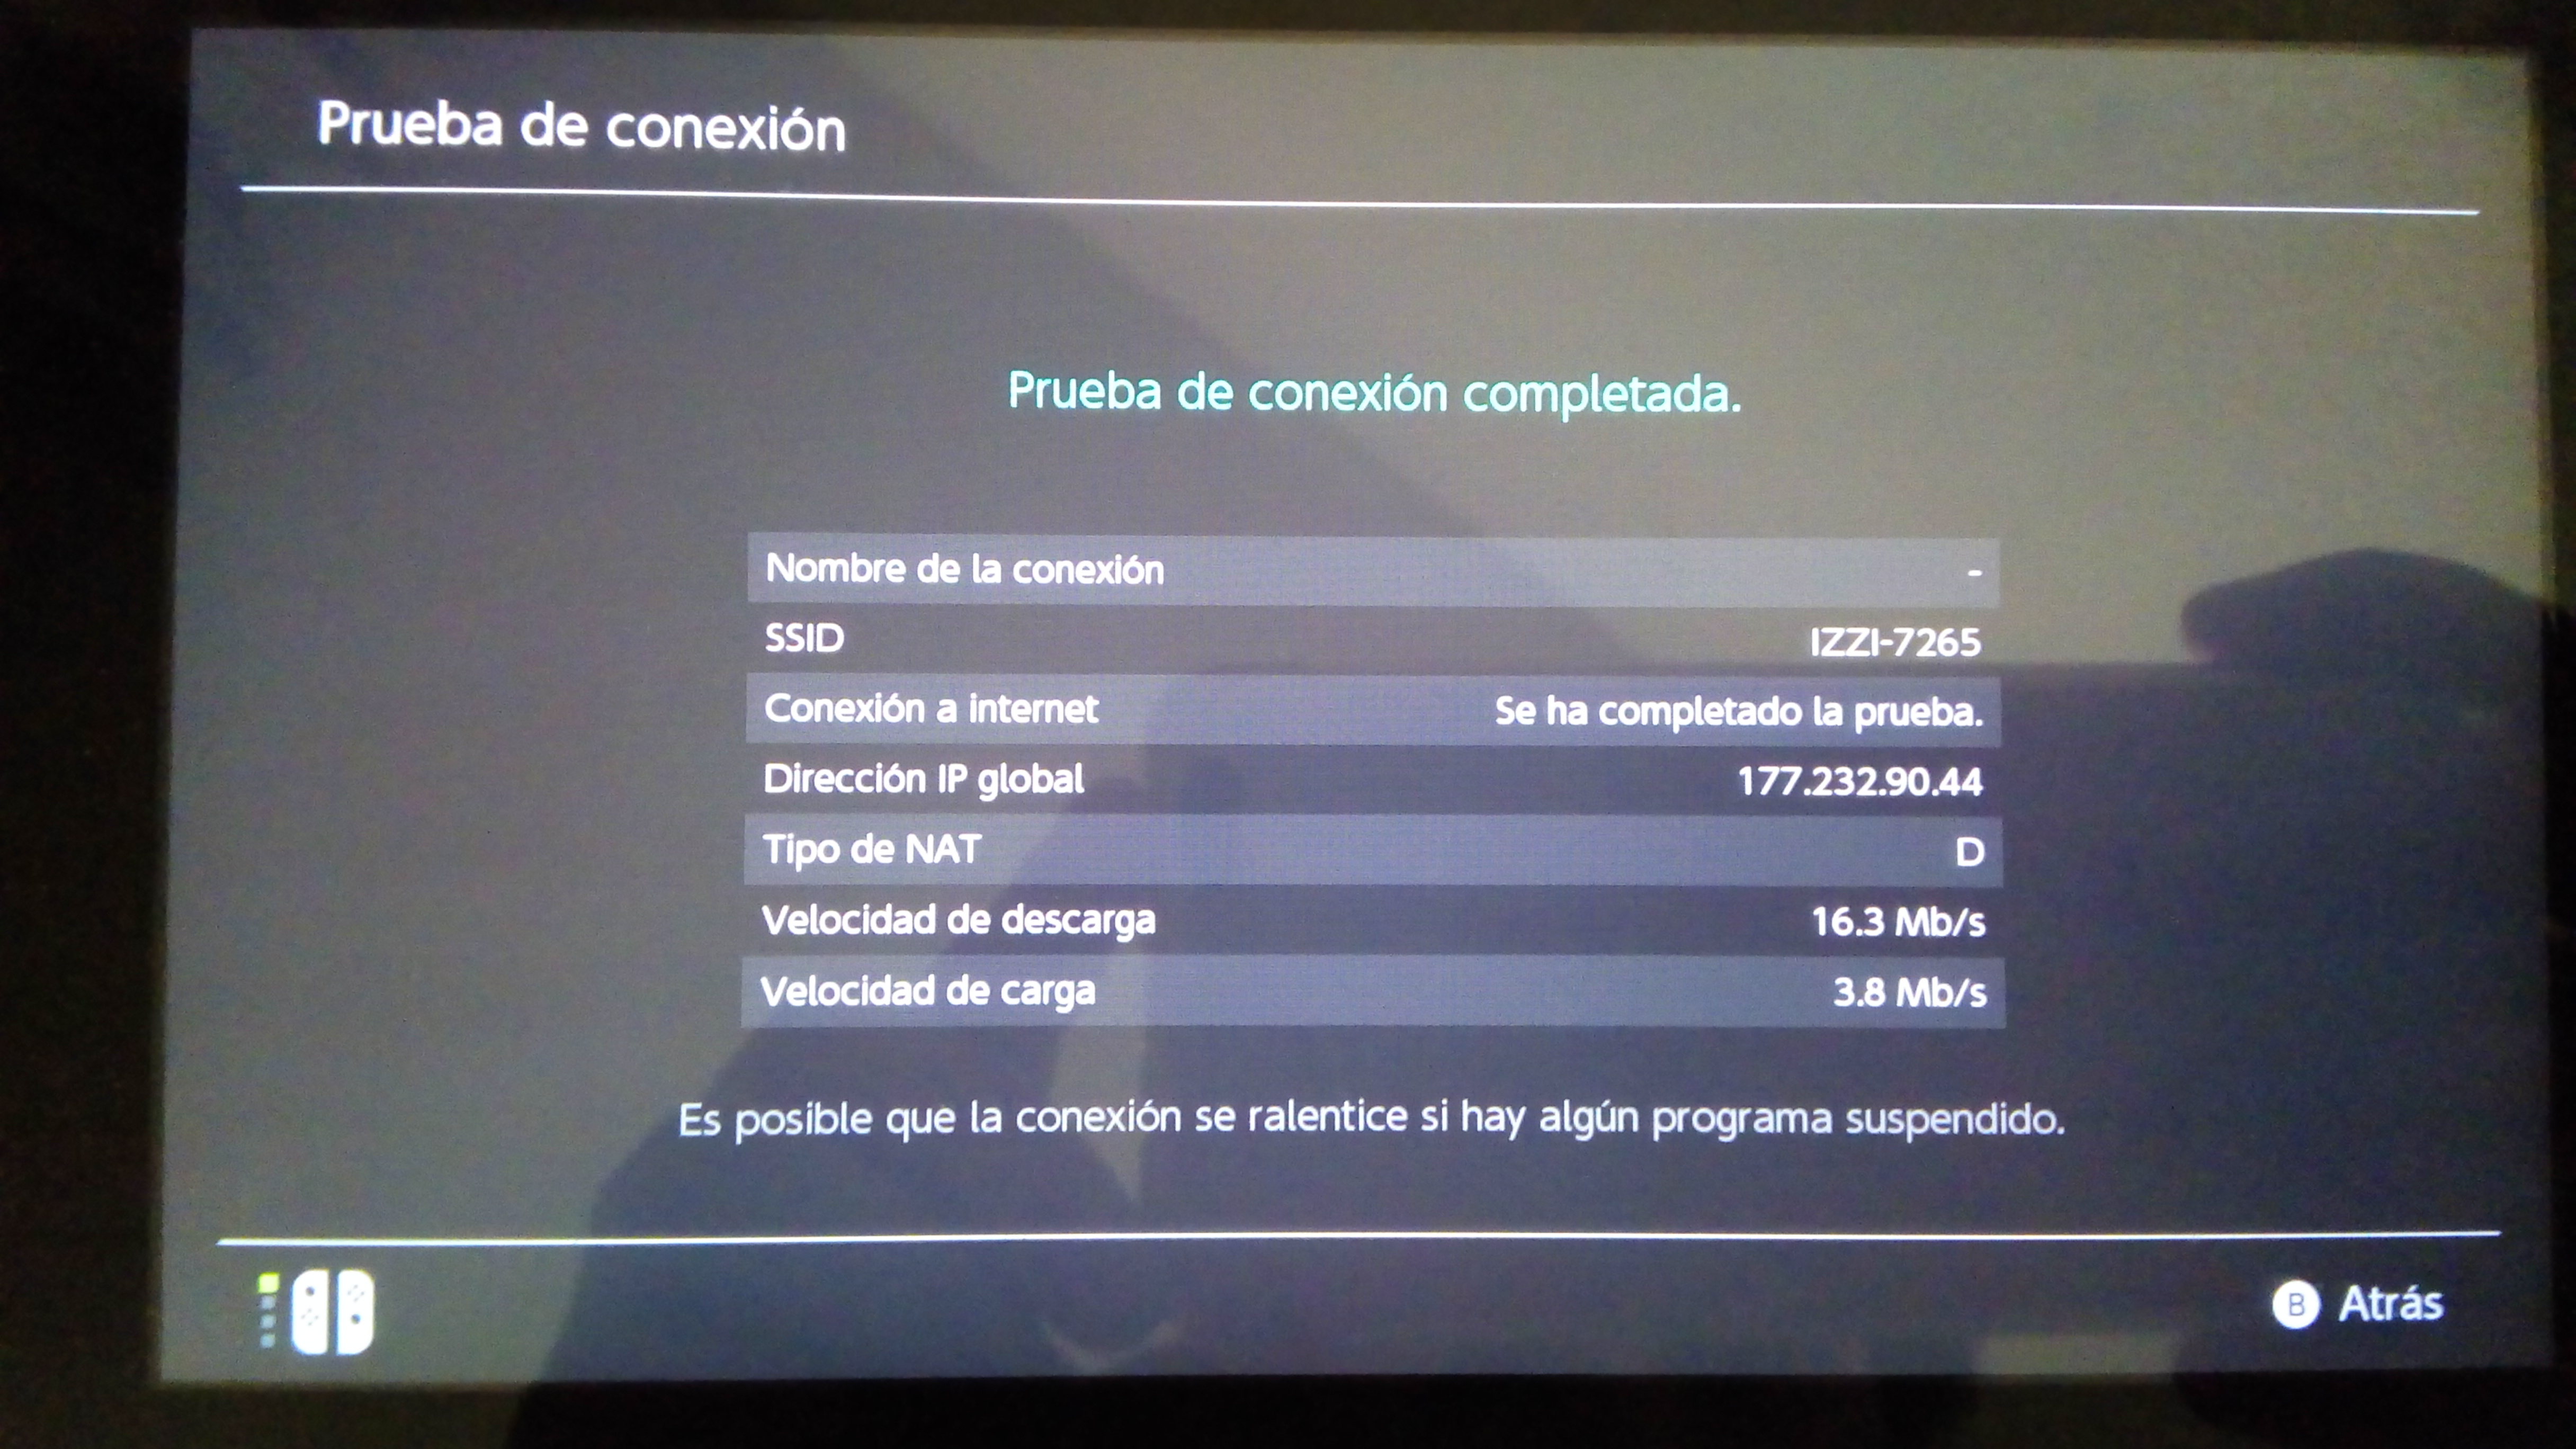 Prueba de conexión
Prueba de conexión completada.
Nombre de la conexión -
SSID IZZI-7265
Conexión a internet Se ha completado la prueba.
Dirección IP global 177.232.90.44
Tipo de NAT D
Velocidad de descarga 16.3 Mb/s
Velocidad de carga 3.8 Mb/s
Es posible que la conexión se ralentice si hay algún programa suspendido.
B Atrás